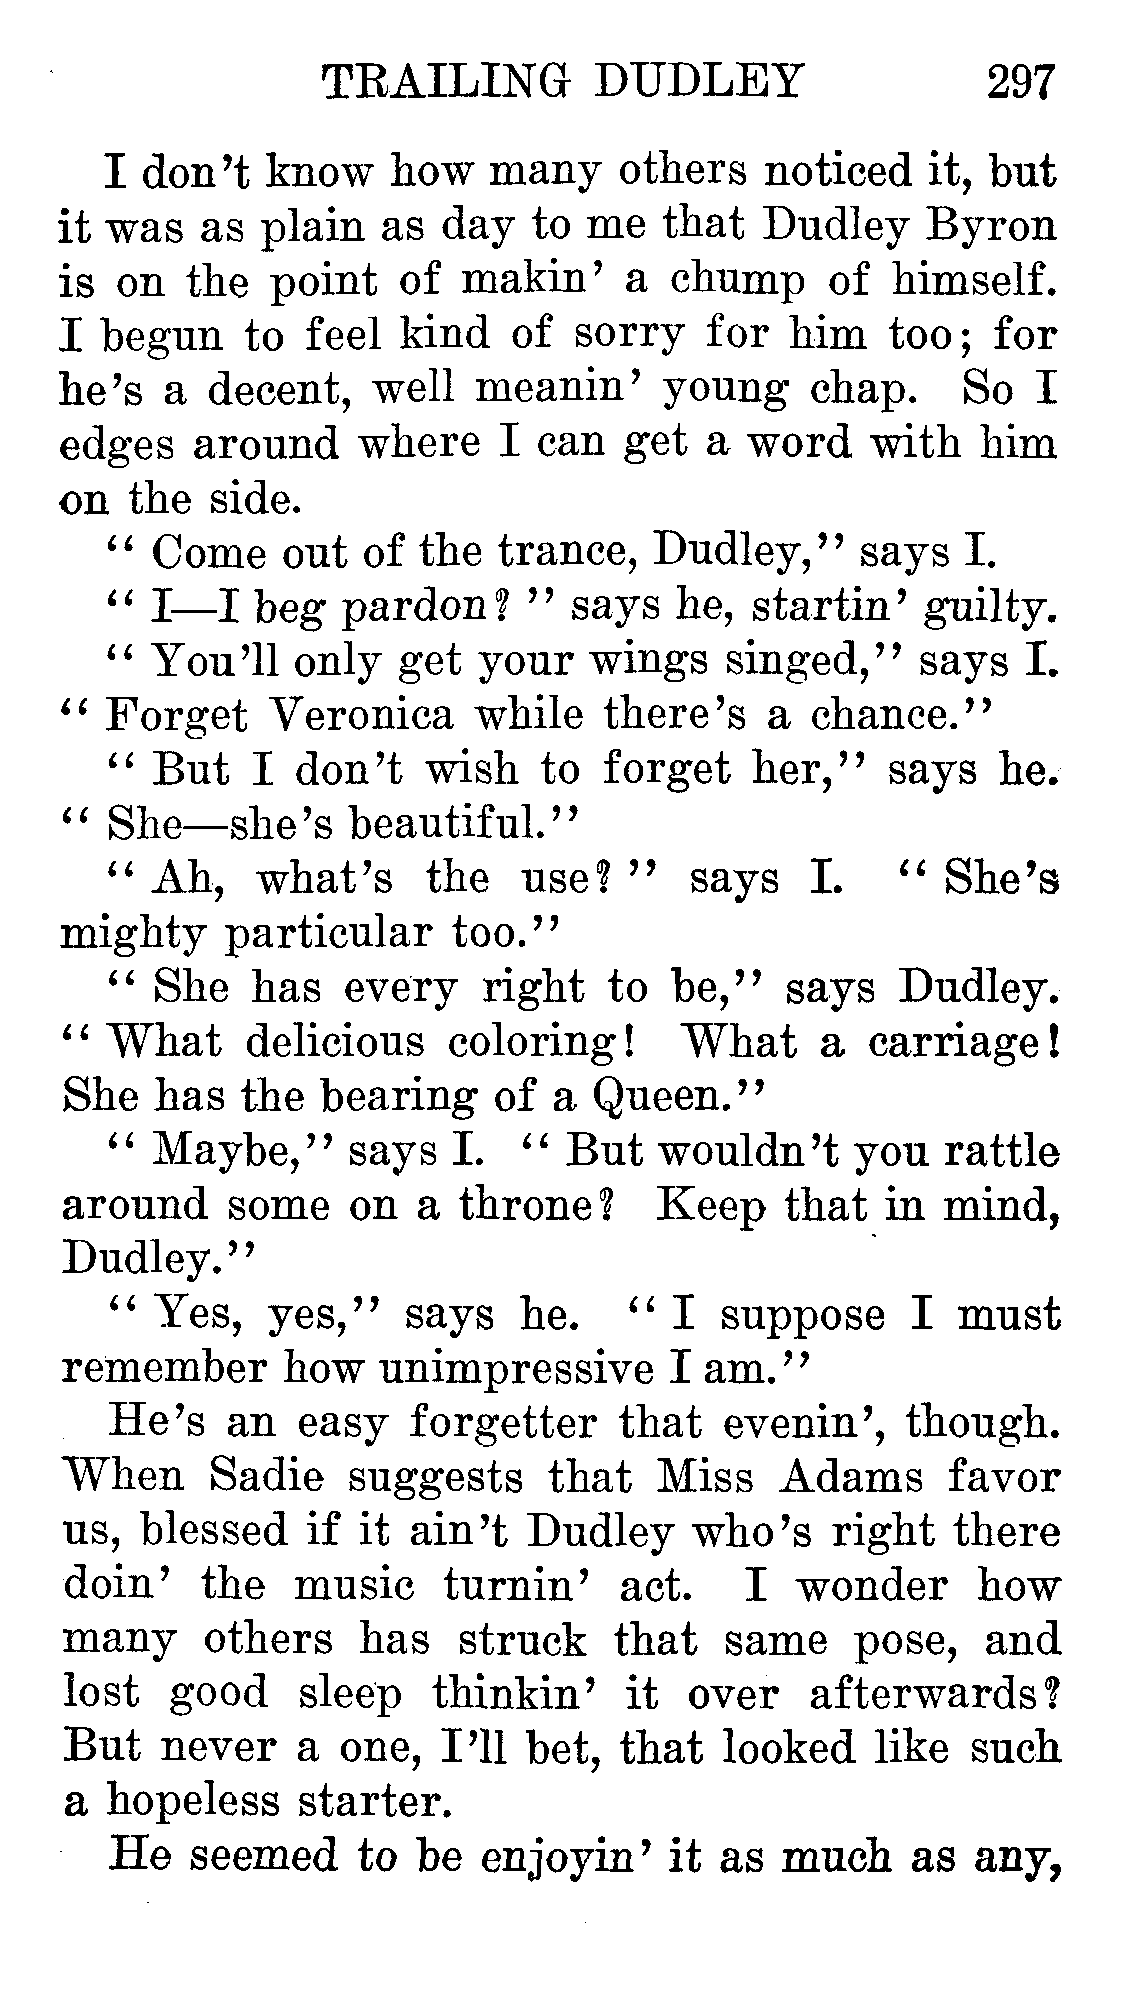 TRAILING DUDLEY 297
I don't know how many others noticed it, but
it was as plain as day to me that Dudley Byron
is on the point of makin' a chump of himself.
I begun to feel kind of sorry for him too; for
he's a decent, well meanin' young chap. So I
edges around where I can get a word with him
on the side.
" Come out of the trance, Dudley," says I.
" I—I beg pardon? " says he, startin' guilty.
" You'll only get your wings singed," says I.
" Forget Veronica while there's a chance."
" But I don't wish to forget her," says he.
" She—she's beautiful."
" Ah, what's the use? " says I. " She's
mighty particular too."
" She has every right to be," says Dudley.
" What delicious coloring! What a carriage!
She has the bearing of a Queen."
" Maybe," says I. " But wouldn't you rattle
around some on a throne? Keep that in mind,
Dudley."
" Yes, yes," says he. " I suppose I must
remember how unimpressive I am."
He's an easy forgetter that evenin', though.
When Sadie suggests that Miss Adams favor
us, blessed if it ain't Dudley who's right there
doin' the music turnin' act. I wonder how
many others has struck that same pose, and
lost good sleep thinkin' it over afterwards?
But never a one, I'll bet, that looked like such
a hopeless starter.
He seemed to be enjoyin' it as much as any,